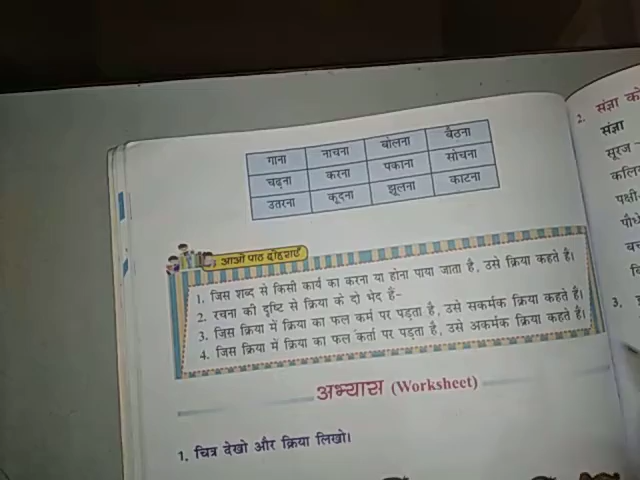 गाना नाचना बोलना बैठना
चढ़ना करना पकाना सोचना
उतरना कूदना झूलना काटना
आओ पाठ दोहराएँ
1. जिस शब्द से किसी कार्य का करना या होना पाया जाता है, उसे क्रिया कहते हैं।
2. रचना की दृष्टि से क्रिया के दो भेद हैं–
3. जिस क्रिया में क्रिया का फल कर्म पर पड़ता है, उसे सकर्मक क्रिया कहते हैं।
4. जिस क्रिया में क्रिया का फल कर्ता पर पड़ता है, उसे अकर्मक क्रिया कहते हैं।
अभ्यास (Worksheet)
1. चित्र देखो और क्रिया लिखो।
2. संज्ञा को
संज्ञा
सूरज –
पक्षी
3.